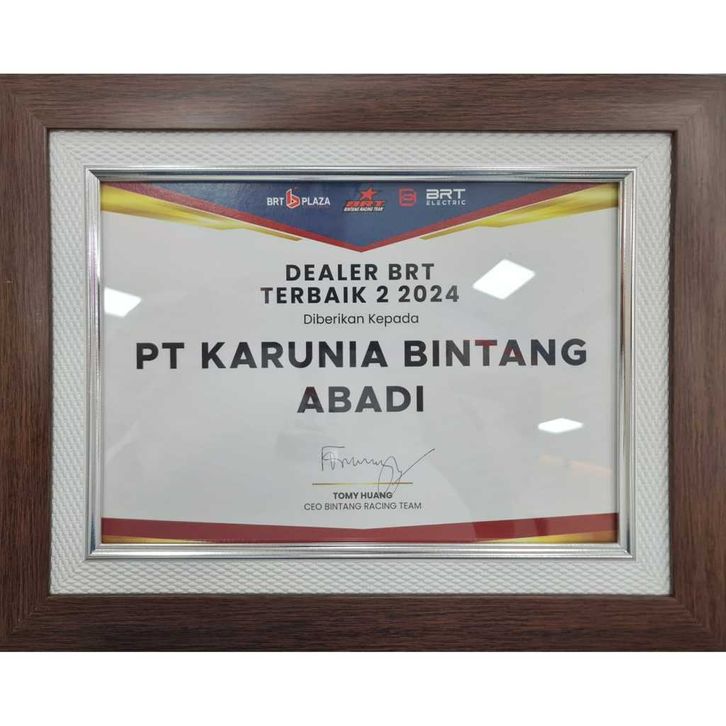 BRT PLAZA BRT BINTANG RACING TEAM BRT ELECTRIC
DEALER BRT
TERBAIK 2 2024
Diberikan Kepada
PT KARUNIA BINTANG
ABADI
TOMY HUANG
CEO BINTANG RACING TEAM